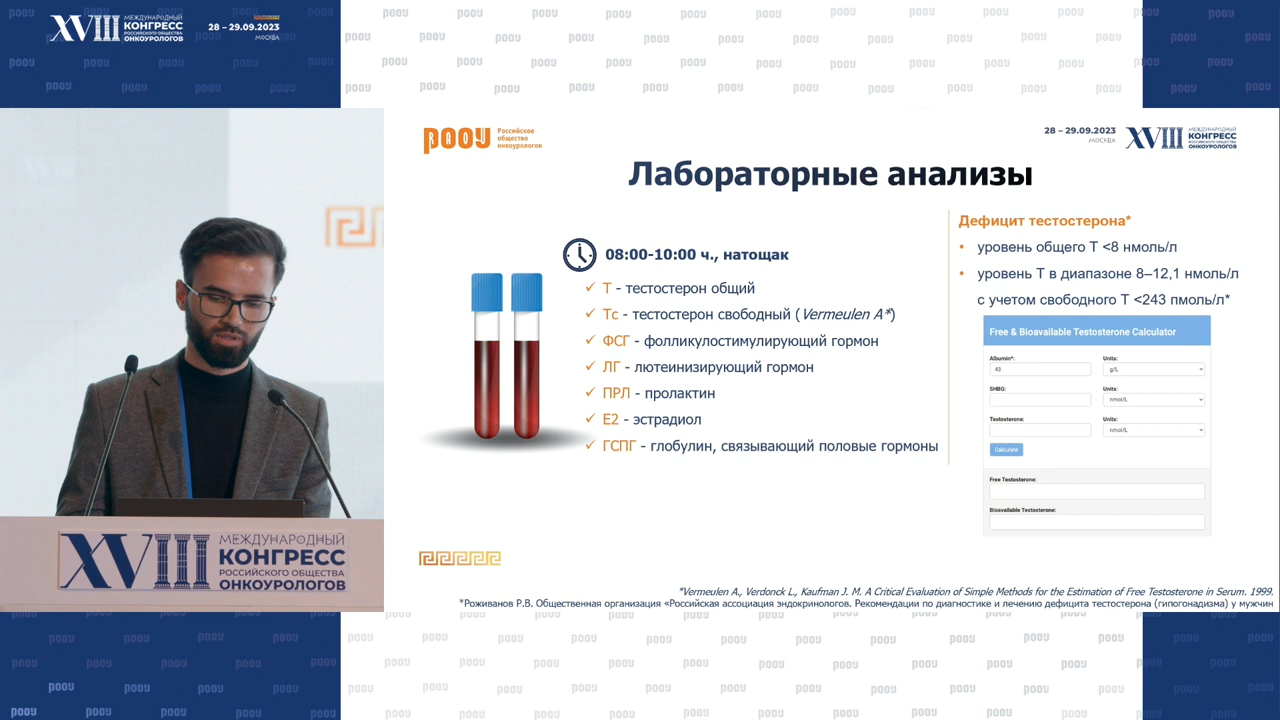 XVIII МЕЖДУНАРОДНЫЙ
КОНГРЕСС
РОССИЙСКОГО ОБЩЕСТВА
ОНКОУРОЛОГОВ
28 – 29.09.2023
МОСКВА
РООУ Российское
общество
онкоурологов
28 – 29.09.2023
МОСКВА
XVIII МЕЖДУНАРОДНЫЙ
КОНГРЕСС
РОССИЙСКОГО ОБЩЕСТВА
ОНКОУРОЛОГОВ
Лабораторные анализы
08:00-10:00 ч., натощак
✓ Т - тестостерон общий
✓ Тс - тестостерон свободный (Vermeulen A*)
✓ ФСГ - фолликулостимулирующий гормон
✓ ЛГ - лютеинизирующий гормон
✓ ПРЛ - пролактин
✓ Е2 - эстрадиол
✓ ГСПГ - глобулин, связывающий половые гормоны
Дефицит тестостерона*
• уровень общего Т <8 нмоль/л
• уровень Т в диапазоне 8–12,1 нмоль/л
с учетом свободного Т <243 пмоль/л*
Free & Bioavailable Testosterone Calculator
Albumin*: Units:
43 g/L
SHBG: Units:
nmol/L
Testosterone: Units:
nmol/L
Calculate
Free Testosterone:
Bioavailable Testosterone:
*Vermeulen A., Verdonck L., Kaufman J. M. A Critical Evaluation of Simple Methods for the Estimation of Free Testosterone in Serum. 1999.
*Роживанов Р.В. Общественная организация «Российская ассоциация эндокринологов. Рекомендации по диагностике и лечению дефицита тестостерона (гипогонадизма) у мужчин
XVIII МЕЖДУНАРОДНЫЙ
КОНГРЕСС
РОССИЙСКОГО ОБЩЕСТВА
ОНКОУРОЛОГОВ